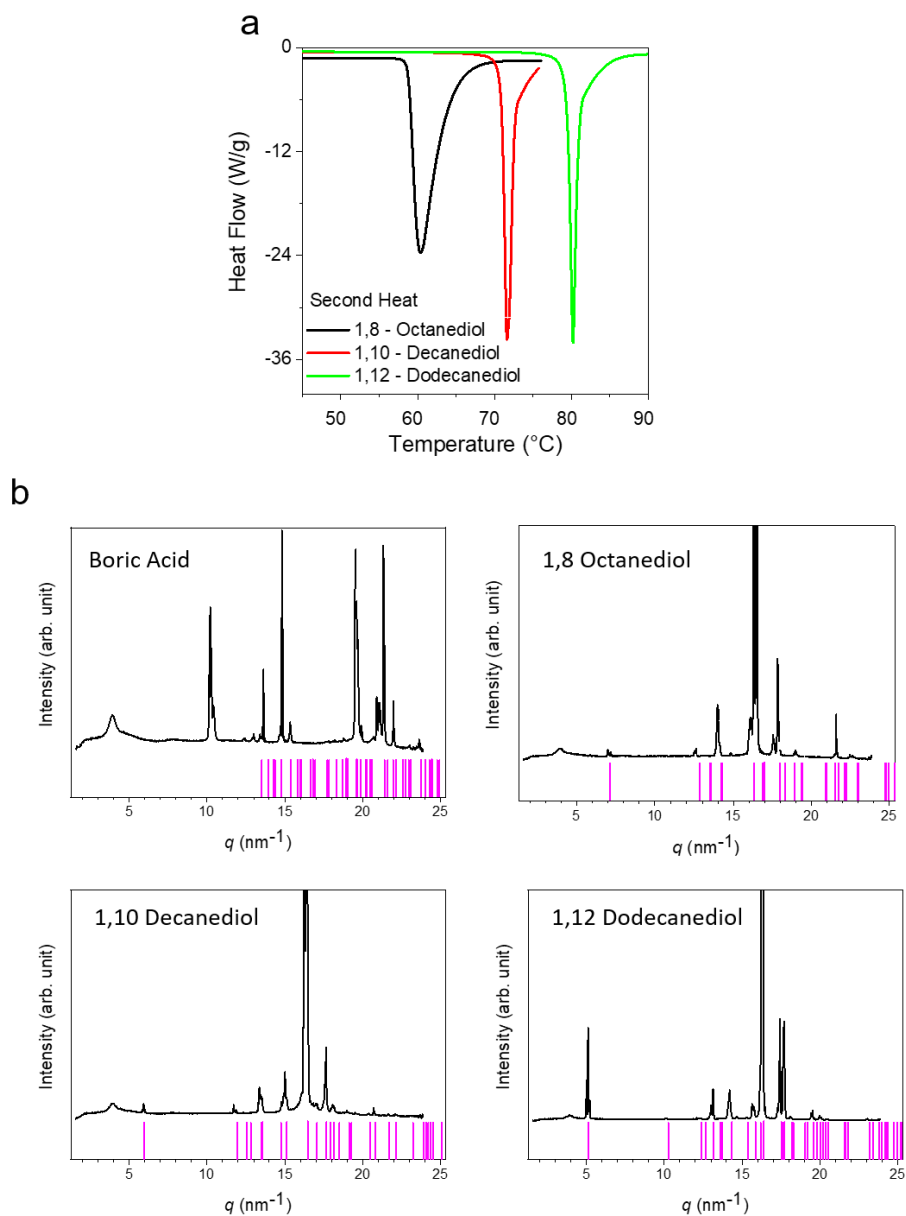 a
0
-12
-24
-36
Heat Flow (W/g)
Second Heat
1,8 - Octanediol
1,10 - Decanediol
1,12 - Dodecanediol
50 60 70 80 90
Temperature (°C)
b
Boric Acid
Intensity (arb. unit)
5 10 15 20 25
q (nm-1)
1,8 Octanediol
Intensity (arb. unit)
5 10 15 20 25
q (nm-1)
1,10 Decanediol
Intensity (arb. unit)
5 10 15 20 25
q (nm-1)
1,12 Dodecanediol
Intensity (arb. unit)
5 10 15 20 25
q (nm-1)